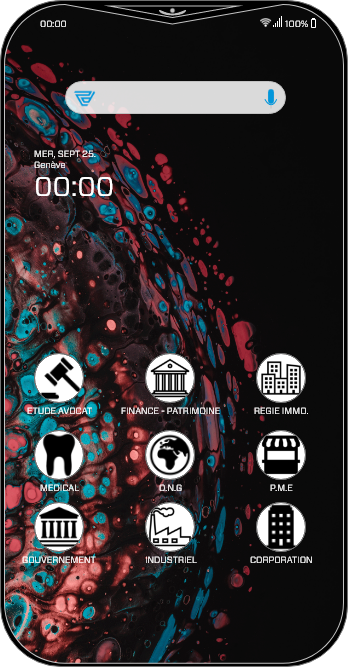 00:00 100%
MER, SEPT 25.
Genève
00:00
ETUDE AVOCAT FINANCE - PATRIMOINE REGIE IMMO.
MEDICAL O.N.G P.M.E
GOUVERNEMENT INDUSTRIEL CORPORATION